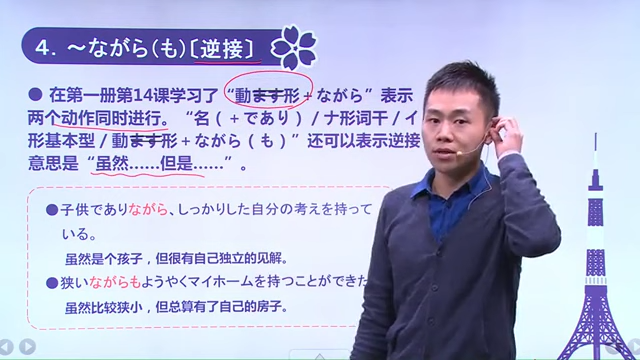 4. ～ながら(も)〔逆接〕
● 在第一册第14课学习了“動ます形＋ながら”表示
两个动作同时进行。“名(＋であり)/ナ形词干/イ
形基本型/動ます形＋ながら(も)”还可以表示逆接
意思是“虽然……但是……”。
●子供でありながら、しっかりした自分の考えを持って
いる。
虽然是个孩子，但很有自己独立的见解。
●狭いながらもようやくマイホームを持つことができた
虽然比较狭小，但总算有了自己的房子。